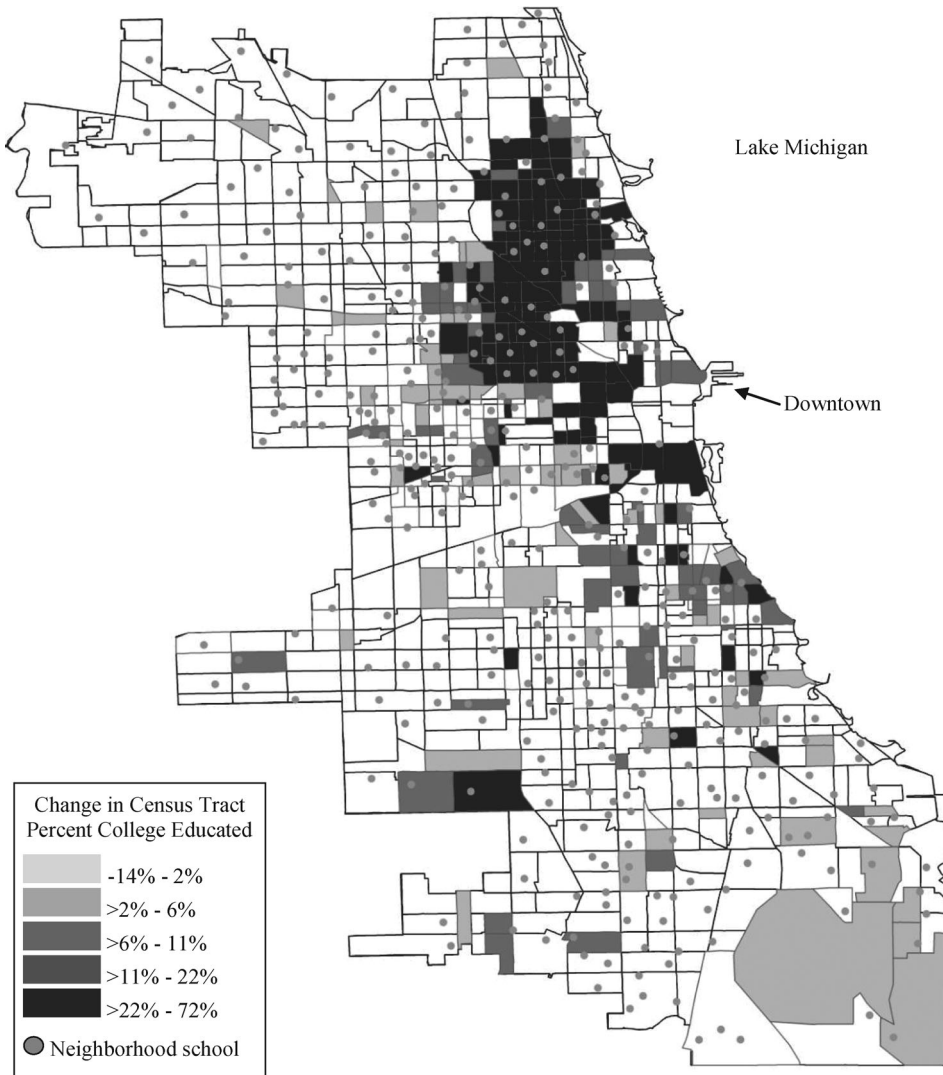 Lake Michigan
Downtown
Change in Census Tract
Percent College Educated
-14% - 2%
>2% - 6%
>6% - 11%
>11% - 22%
>22% - 72%
Neighborhood school